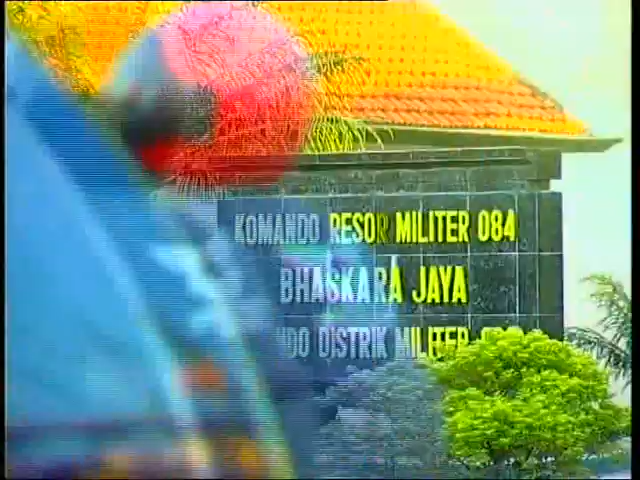 KOMANDO RESOR MILITER 084
BHASKARA JAYA
DISTRIK MILITER